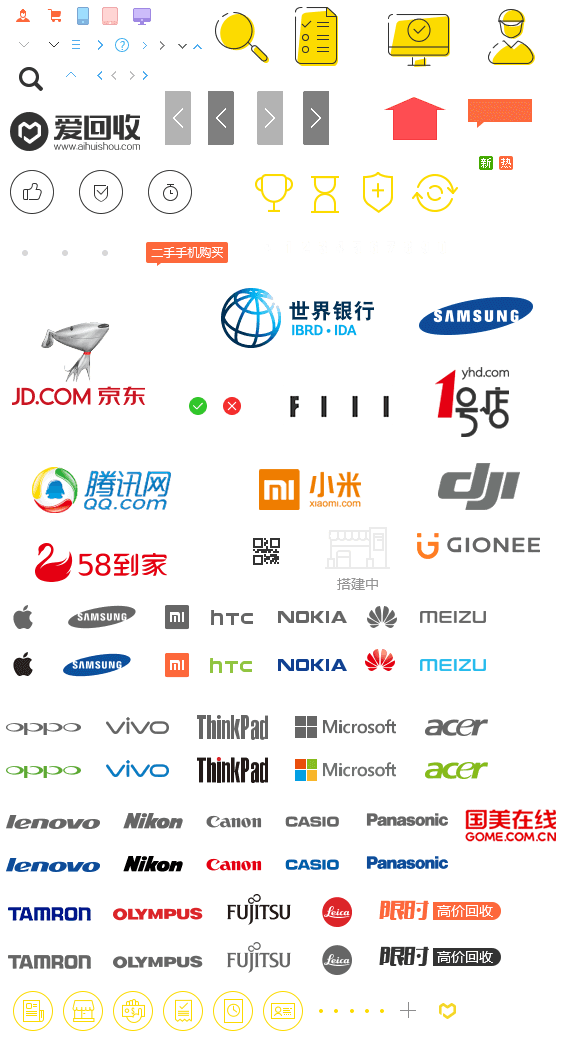 爱回收
www.aihuishou.com
新 热
二手手机购买
世界银行
IBRD • IDA
SAMSUNG
JD.COM 京东
yhd.com
1号店
腾讯网
QQ.com
mi 小米
xiaomi.com
dji
58到家
搭建中
GIONEE
SAMSUNG mi hTC NOKIA MEIZU
SAMSUNG mi hTC NOKIA MEIZU
oppo vivo ThinkPad Microsoft acer
oppo vivo ThinkPad Microsoft acer
lenovo Nikon Canon CASIO Panasonic
国美在线
GOME.COM.CN
lenovo Nikon Canon CASIO Panasonic
TAMRON OLYMPUS FUJITSU Leica 限时 高价回收
TAMRON OLYMPUS FUJITSU Leica 限时 高价回收